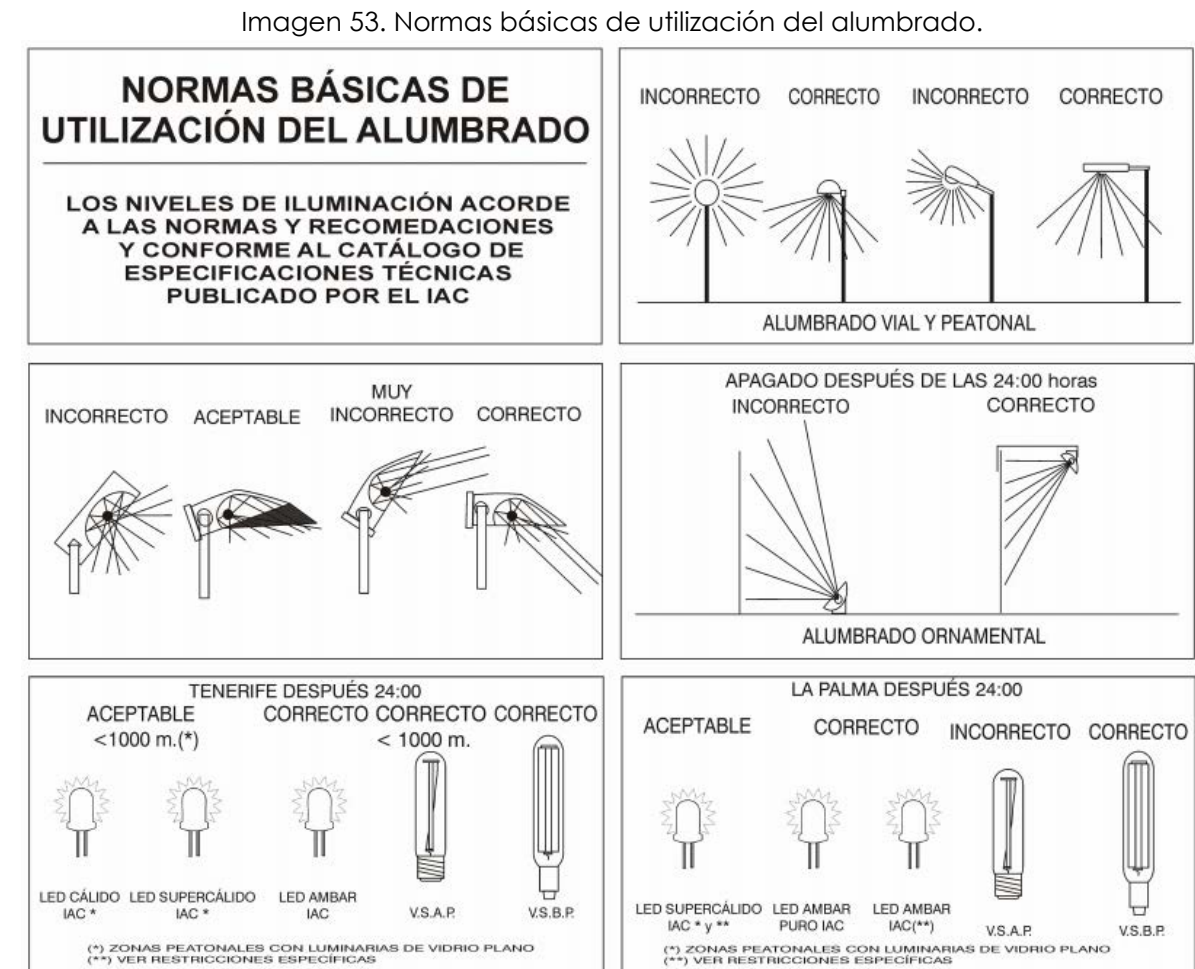 Imagen 53. Normas básicas de utilización del alumbrado.
NORMAS BÁSICAS DE
UTILIZACIÓN DEL ALUMBRADO
LOS NIVELES DE ILUMINACIÓN ACORDE
A LAS NORMAS Y RECOMEDACIONES
Y CONFORME AL CATÁLOGO DE
ESPECIFICACIONES TÉCNICAS
PUBLICADO POR EL IAC
INCORRECTO CORRECTO INCORRECTO CORRECTO
ALUMBRADO VIAL Y PEATONAL
INCORRECTO ACEPTABLE MUY INCORRECTO CORRECTO
APAGADO DESPUÉS DE LAS 24:00 horas
INCORRECTO CORRECTO
ALUMBRADO ORNAMENTAL
TENERIFE DESPUÉS 24:00
ACEPTABLE CORRECTO CORRECTO CORRECTO
<1000 m.(*) < 1000 m.
LED CÁLIDO LED SUPERCÁLIDO LED AMBAR
IAC * IAC * IAC V.S.A.P. V.S.B.P.
(*) ZONAS PEATONALES CON LUMINARIAS DE VIDRIO PLANO
(**) VER RESTRICCIONES ESPECÍFICAS
LA PALMA DESPUÉS 24:00
ACEPTABLE CORRECTO INCORRECTO CORRECTO
LED SUPERCÁLIDO LED AMBAR LED AMBAR
IAC * y ** PURO IAC IAC(**) V.S.A.P. V.S.B.P.
(*) ZONAS PEATONALES CON LUMINARIAS DE VIDRIO PLANO
(**) VER RESTRICCIONES ESPECÍFICAS